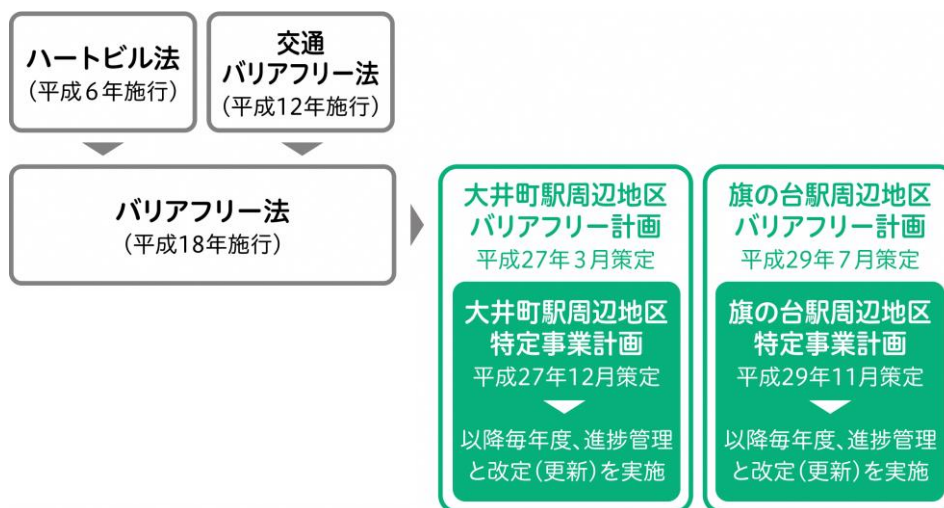 ハートビル法
(平成6年施行)
交通
バリアフリー法
(平成12年施行)
バリアフリー法
(平成18年施行)
大井町駅周辺地区
バリアフリー計画
平成27年3月策定
大井町駅周辺地区
特定事業計画
平成27年12月策定
以降毎年度、進捗管理
と改定(更新)を実施
旗の台駅周辺地区
バリアフリー計画
平成29年7月策定
旗の台駅周辺地区
特定事業計画
平成29年11月策定
以降毎年度、進捗管理
と改定(更新)を実施